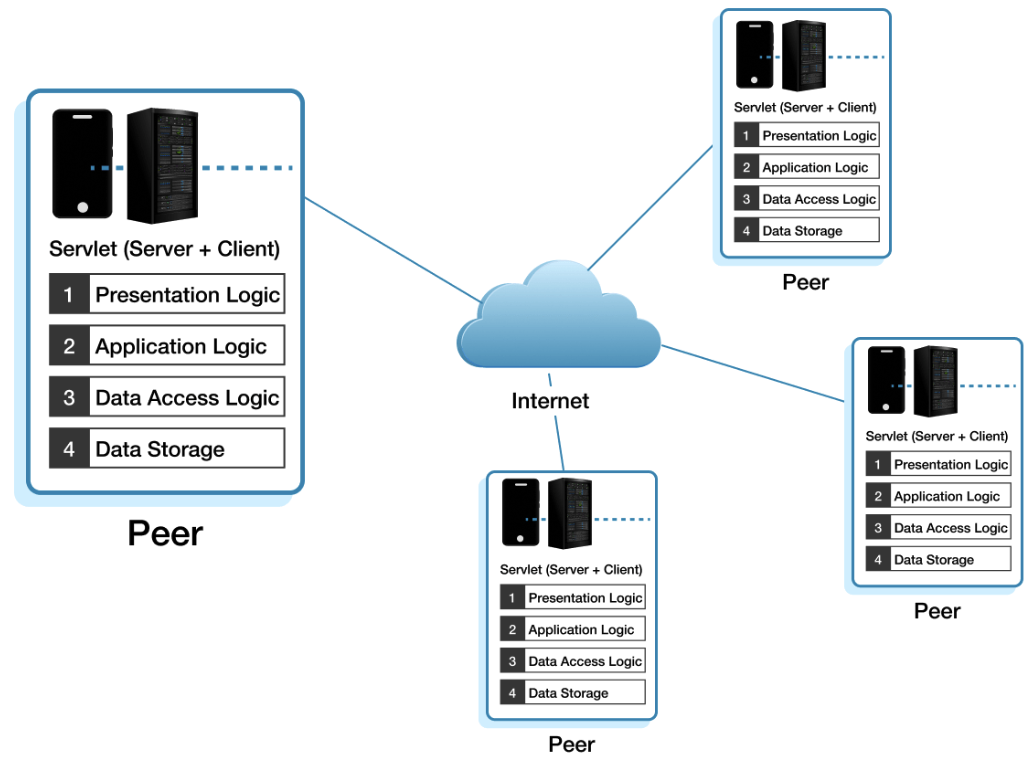 Servlet (Server + Client)
1 Presentation Logic
2 Application Logic
3 Data Access Logic
4 Data Storage
Peer
Servlet (Server + Client)
1 Presentation Logic
2 Application Logic
3 Data Access Logic
4 Data Storage
Peer
Internet
Servlet (Server + Client)
1 Presentation Logic
2 Application Logic
3 Data Access Logic
4 Data Storage
Peer
Servlet (Server + Client)
1 Presentation Logic
2 Application Logic
3 Data Access Logic
4 Data Storage
Peer